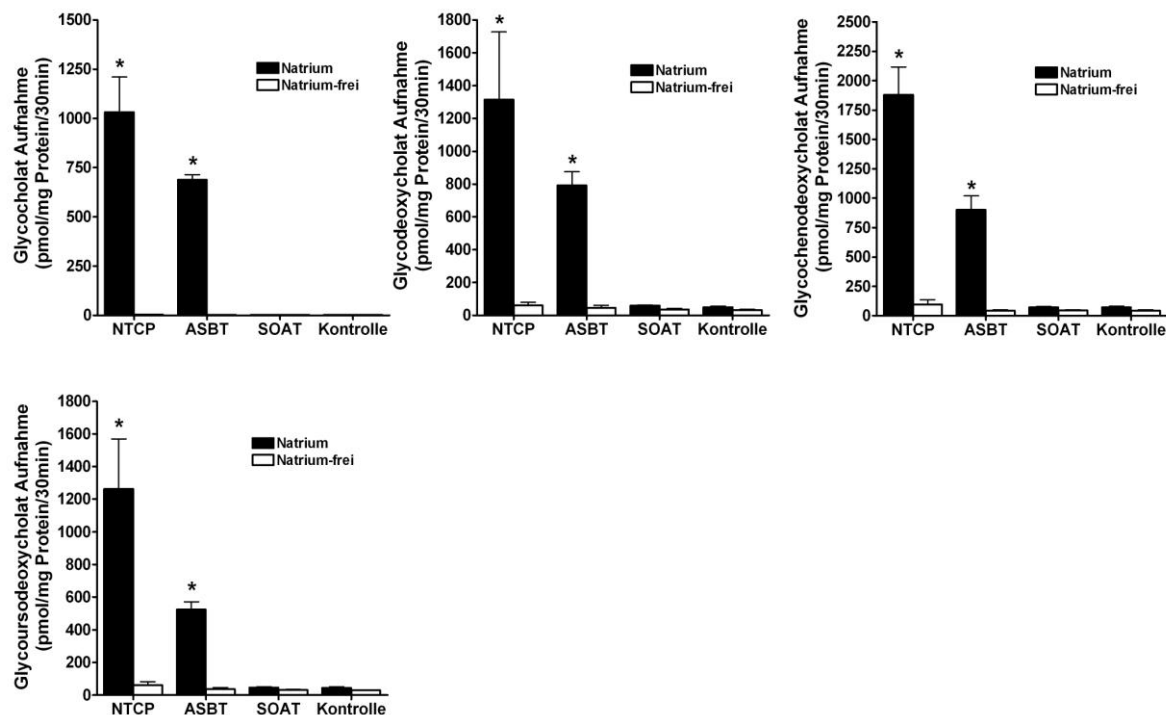 Glycocholat Aufnahme
(pmol/mg Protein/30min)
1500
1250
1000
750
500
250
0
*
*
Natrium
Natrium-frei
NTCP ASBT SOAT Kontrolle
Glycodeoxycholat Aufnahme
(pmol/mg Protein/30min)
1800
1600
1400
1200
1000
800
600
400
200
0
*
*
Natrium
Natrium-frei
NTCP ASBT SOAT Kontrolle
Glycochenodeoxycholat Aufnahme
(pmol/mg Protein/30min)
2500
2250
2000
1750
1500
1250
1000
750
500
250
0
*
*
Natrium
Natrium-frei
NTCP ASBT SOAT Kontrolle
Glycoursodeoxycholat Aufnahme
(pmol/mg Protein/30min)
1800
1600
1400
1200
1000
800
600
400
200
0
*
*
Natrium
Natrium-frei
NTCP ASBT SOAT Kontrolle